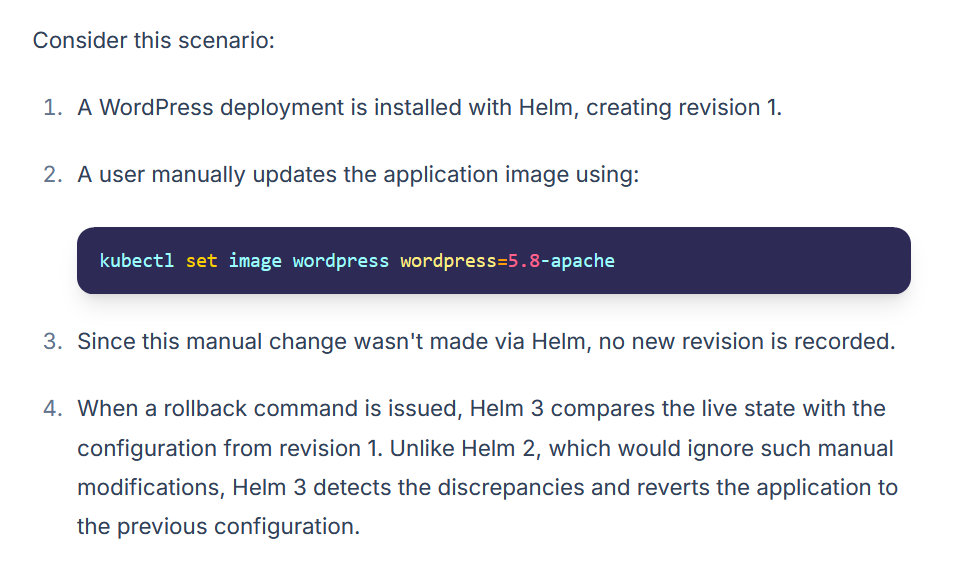 Consider this scenario:
1. A WordPress deployment is installed with Helm, creating revision 1.
2. A user manually updates the application image using:
kubectl set image wordpress wordpress=5.8-apache
3. Since this manual change wasn't made via Helm, no new revision is recorded.
4. When a rollback command is issued, Helm 3 compares the live state with the
configuration from revision 1. Unlike Helm 2, which would ignore such manual
modifications, Helm 3 detects the discrepancies and reverts the application to
the previous configuration.